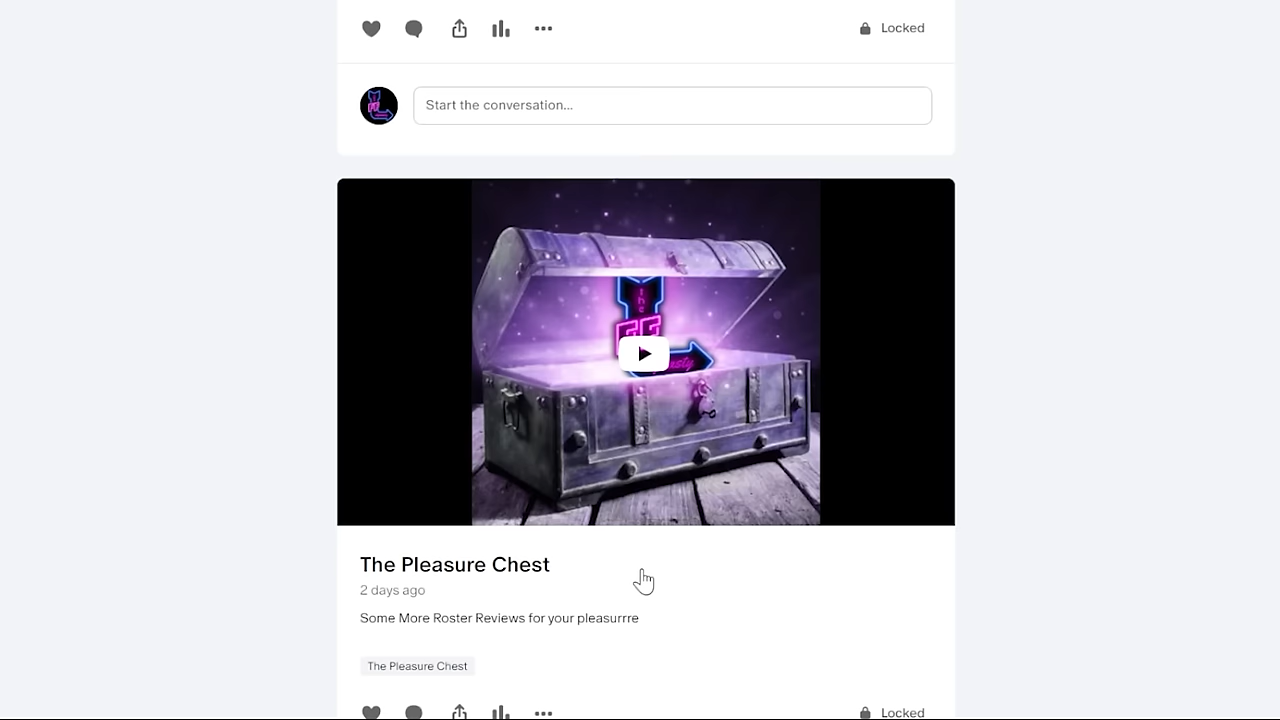 Locked
Start the conversation...
the
The Pleasure Chest
2 days ago
Some More Roster Reviews for your pleasurrre
The Pleasure Chest
Locked